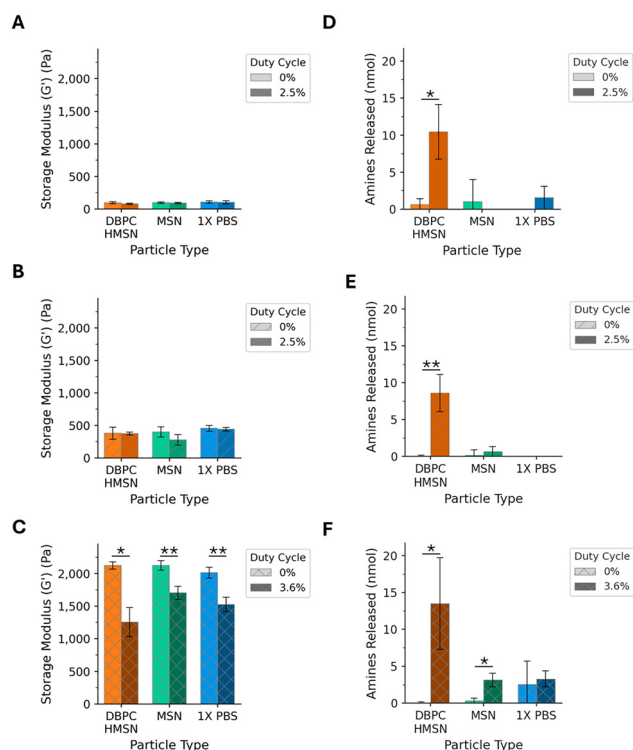 A
Storage Modulus (G') (Pa)
2,000
1,500
1,000
500
0
Duty Cycle
0%
2.5%
DBPC
HMSN
MSN
1X PBS
Particle Type
D
Amines Released (nmol)
20
15
10
5
0
*
Duty Cycle
0%
2.5%
DBPC
HMSN
MSN
1X PBS
Particle Type
B
Storage Modulus (G') (Pa)
2,000
1,500
1,000
500
0
Duty Cycle
0%
2.5%
DBPC
HMSN
MSN
1X PBS
Particle Type
E
Amines Released (nmol)
20
15
10
5
0
**
Duty Cycle
0%
2.5%
DBPC
HMSN
MSN
1X PBS
Particle Type
C
Storage Modulus (G') (Pa)
2,000
1,500
1,000
500
0
* ** **
Duty Cycle
0%
3.6%
DBPC
HMSN
MSN
1X PBS
Particle Type
F
Amines Released (nmol)
20
15
10
5
0
*
*
Duty Cycle
0%
3.6%
DBPC
HMSN
MSN
1X PBS
Particle Type